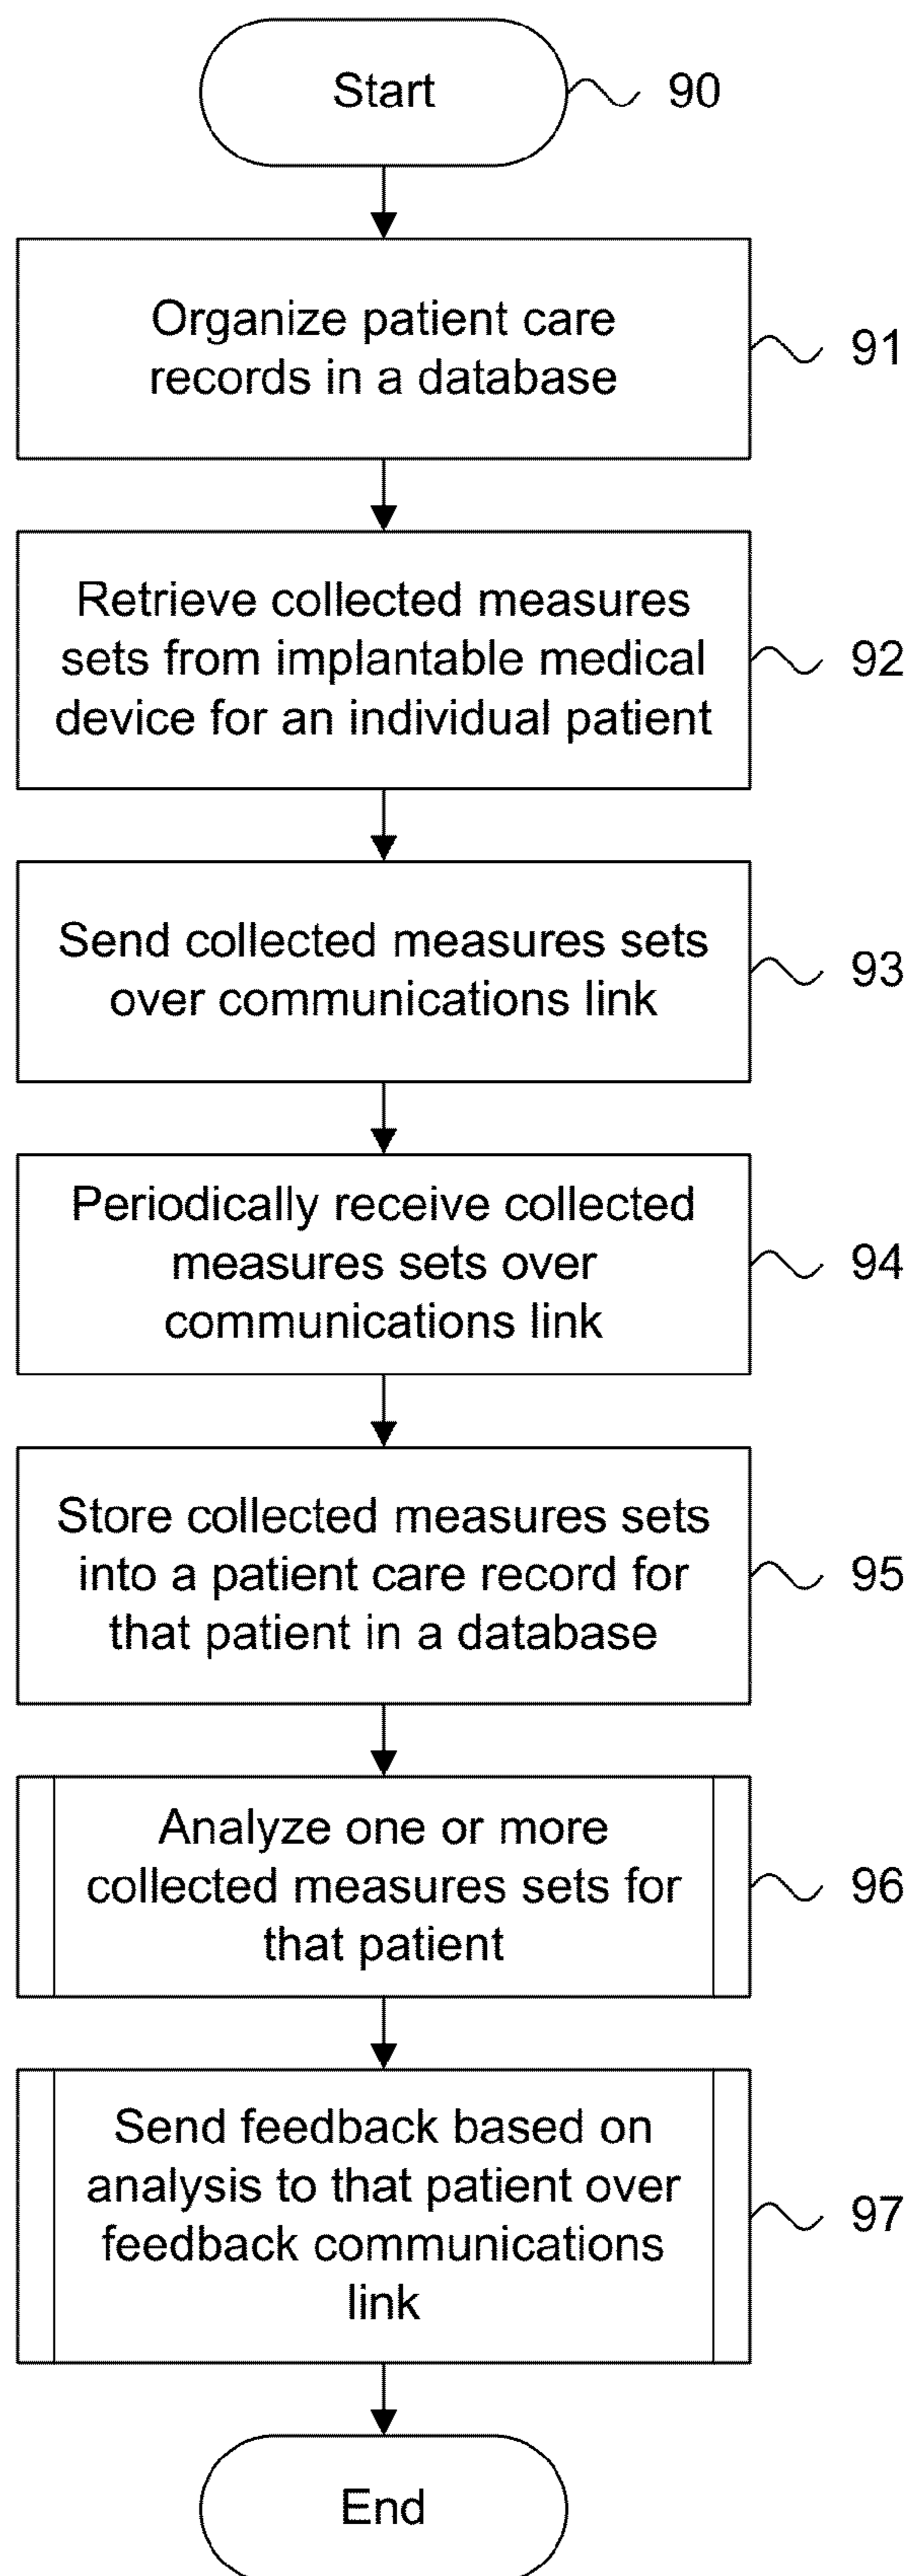 Start
90
Organize patient care
records in a database
91
Retrieve collected measures
sets from implantable medical
device for an individual patient
92
Send collected measures sets
over communications link
93
Periodically receive collected
measures sets over
communications link
94
Store collected measures sets
into a patient care record for
that patient in a database
95
Analyze one or more
collected measures sets for
that patient
96
Send feedback based on
analysis to that patient over
feedback communications
link
97
End